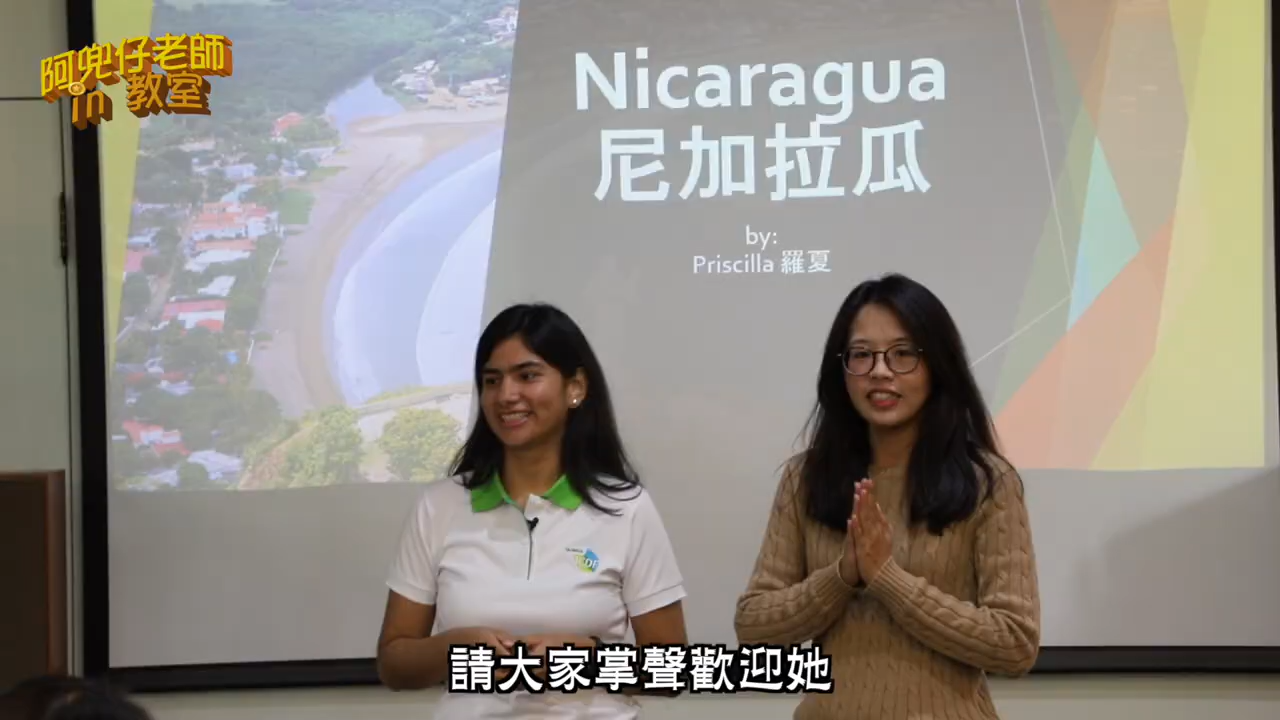 阿兜仔老師
in 教室
Nicaragua
尼加拉瓜
by:
Priscilla 羅夏
ICDF
請大家掌聲歡迎她